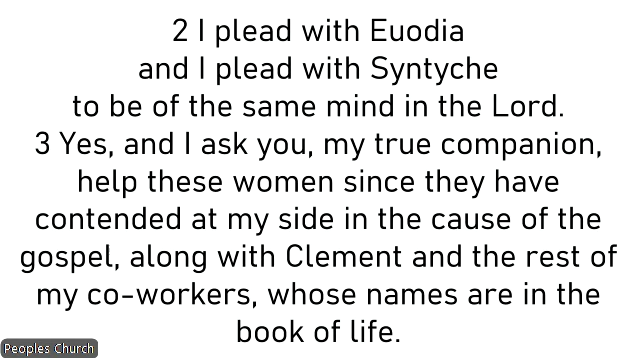 2 I plead with Euodia
and I plead with Syntyche
to be of the same mind in the Lord.
3 Yes, and I ask you, my true companion,
help these women since they have
contended at my side in the cause of the
gospel, along with Clement and the rest of
my co-workers, whose names are in the
book of life.
Peoples Church